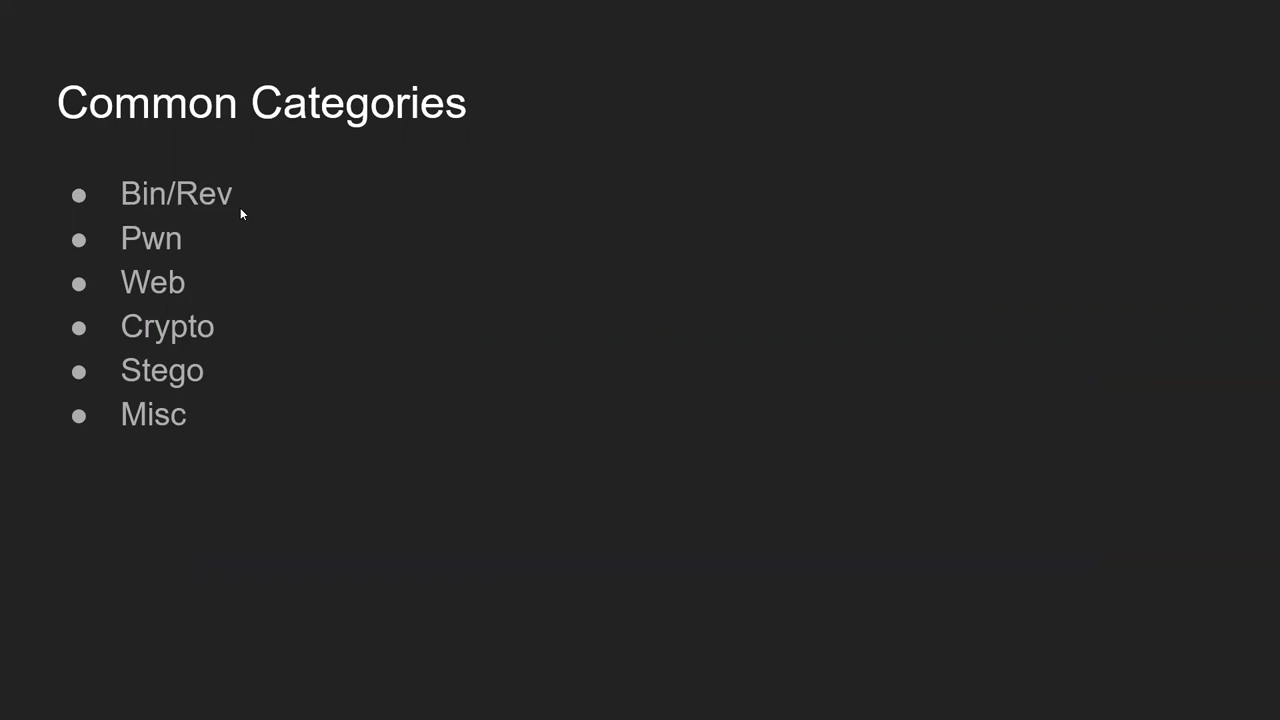 Common Categories
● Bin/Rev
● Pwn
● Web
● Crypto
● Stego
● Misc